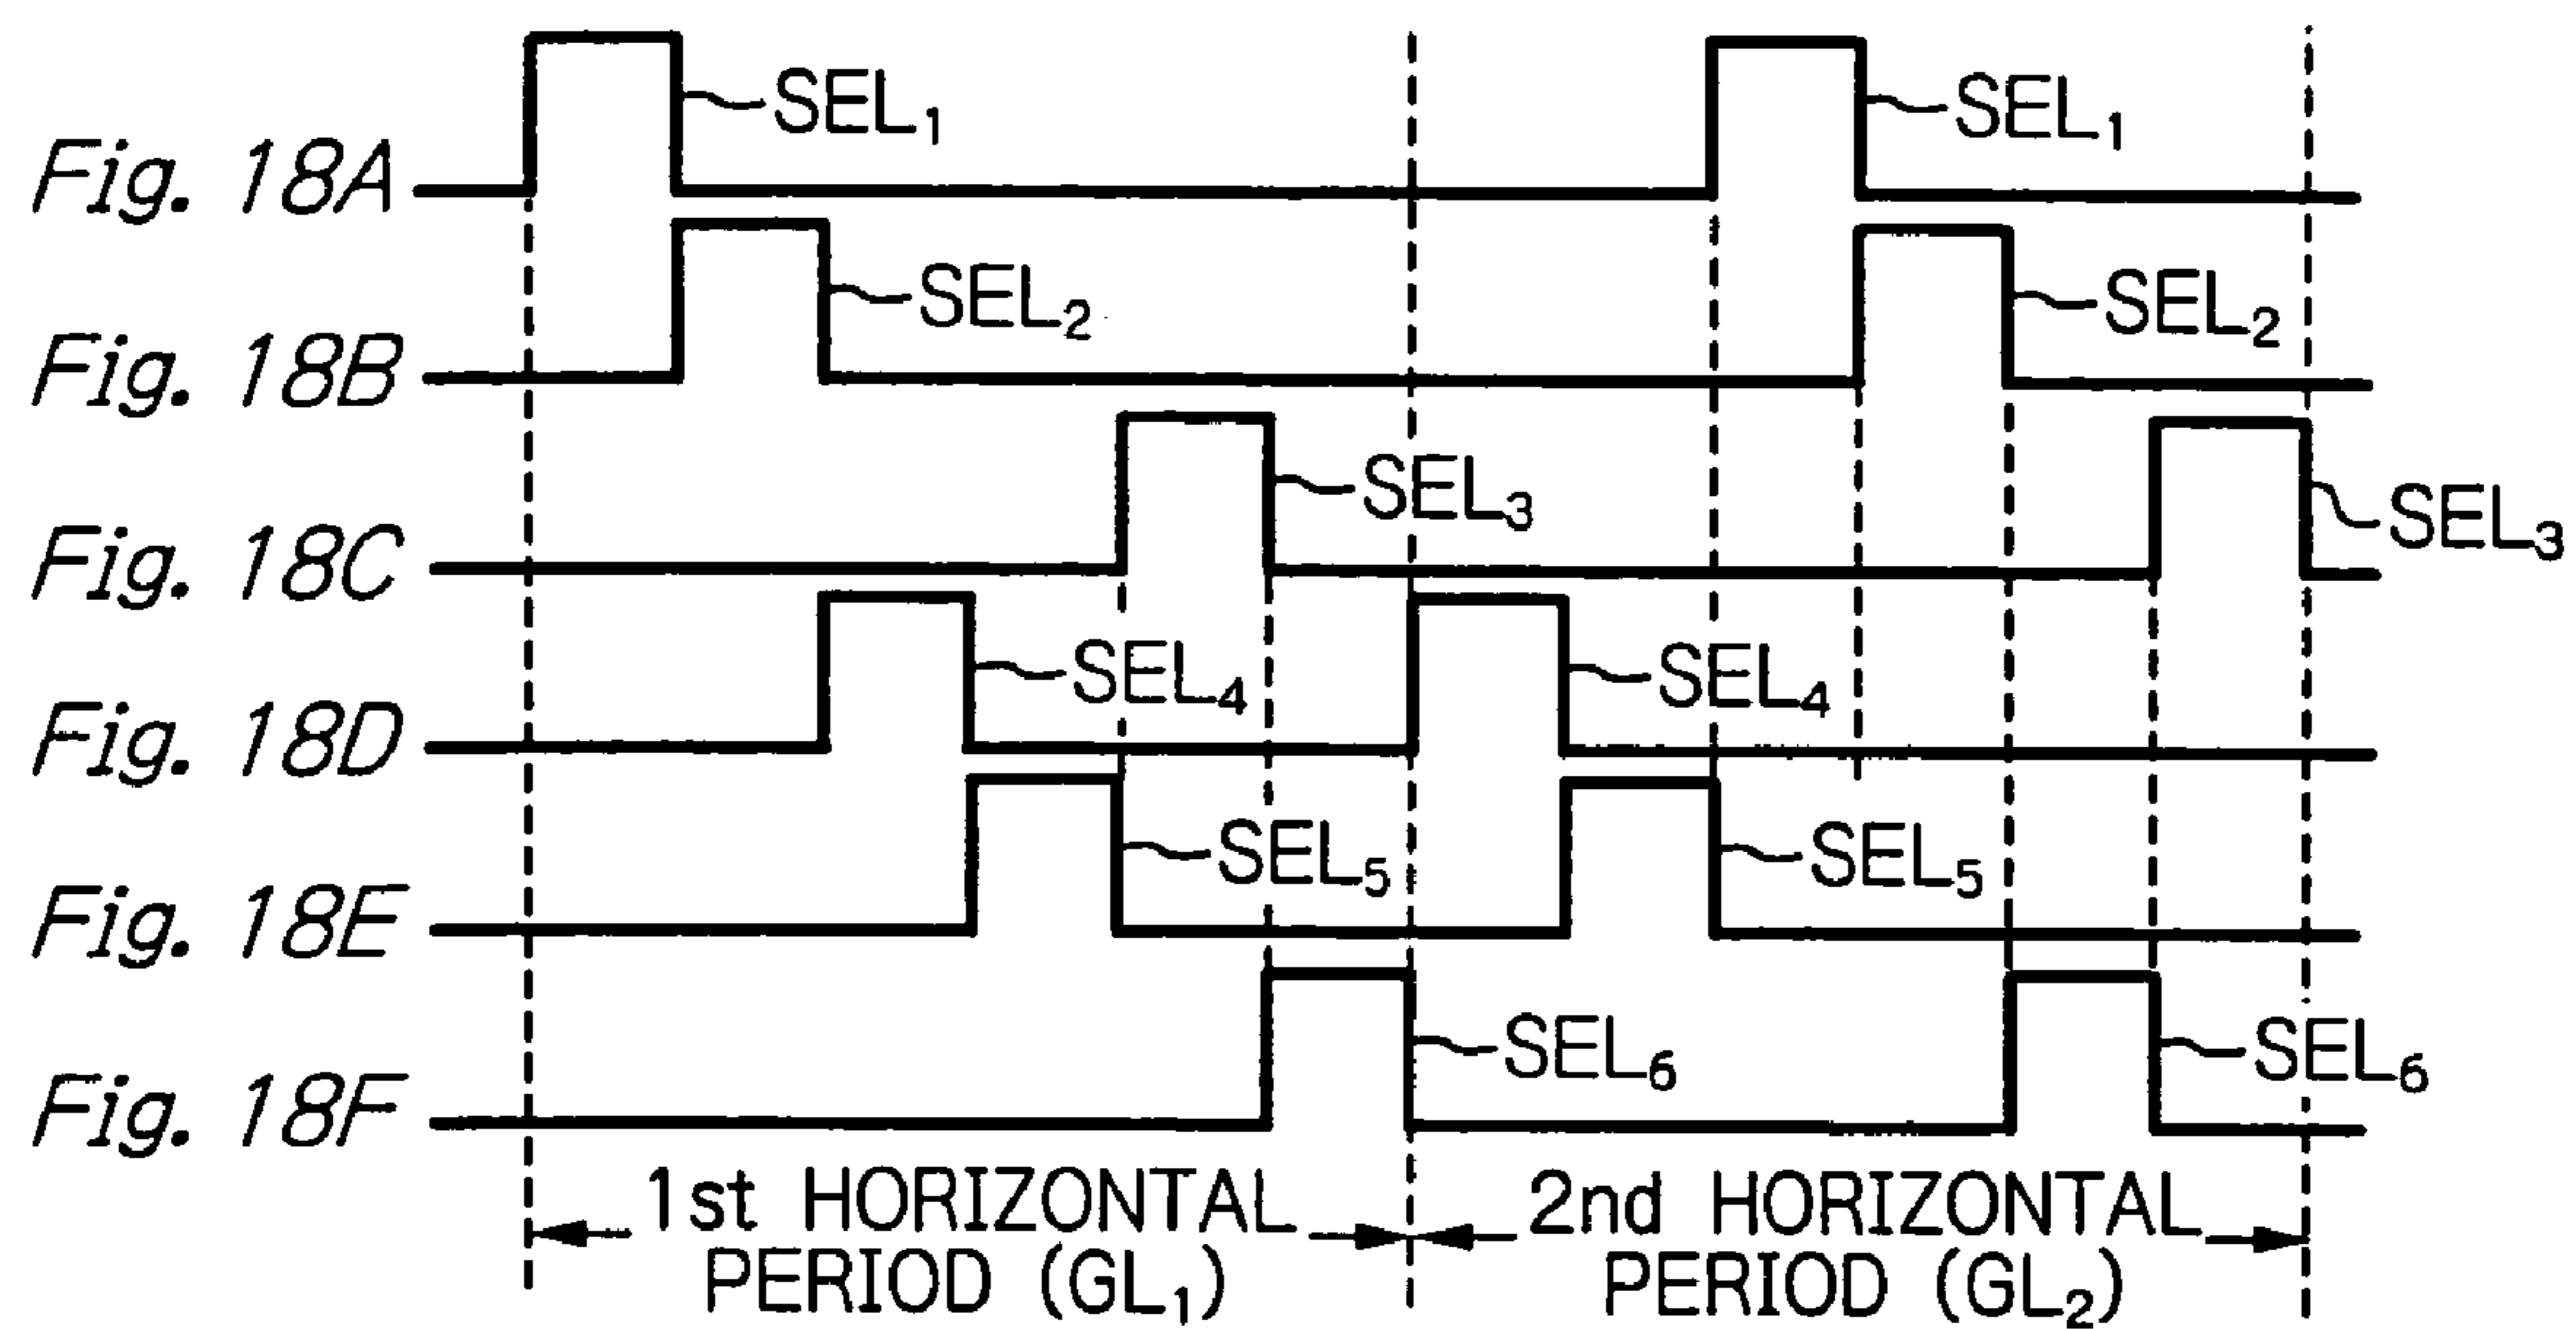 Fig. 18A SEL1 SEL1
Fig. 18B SEL2 SEL2
Fig. 18C SEL3 SEL3
Fig. 18D SEL4 SEL4
Fig. 18E SEL5 SEL5
Fig. 18F SEL6 SEL6
1st HORIZONTAL 2nd HORIZONTAL
PERIOD (GL1) PERIOD (GL2)